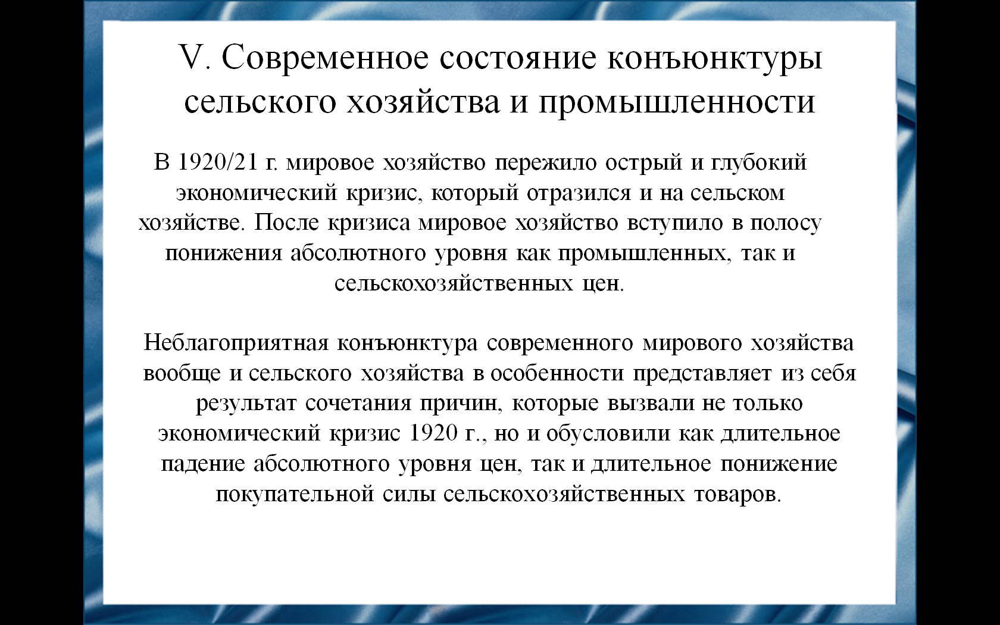 V. Современное состояние конъюнктуры
сельского хозяйства и промышленности
В 1920/21 г. мировое хозяйство пережило острый и глубокий
экономический кризис, который отразился и на сельском
хозяйстве. После кризиса мировое хозяйство вступило в полосу
понижения абсолютного уровня как промышленных, так и
сельскохозяйственных цен.
Неблагоприятная конъюнктура современного мирового хозяйства
вообще и сельского хозяйства в особенности представляет из себя
результат сочетания причин, которые вызвали не только
экономический кризис 1920 г., но и обусловили как длительное
падение абсолютного уровня цен, так и длительное понижение
покупательной силы сельскохозяйственных товаров.